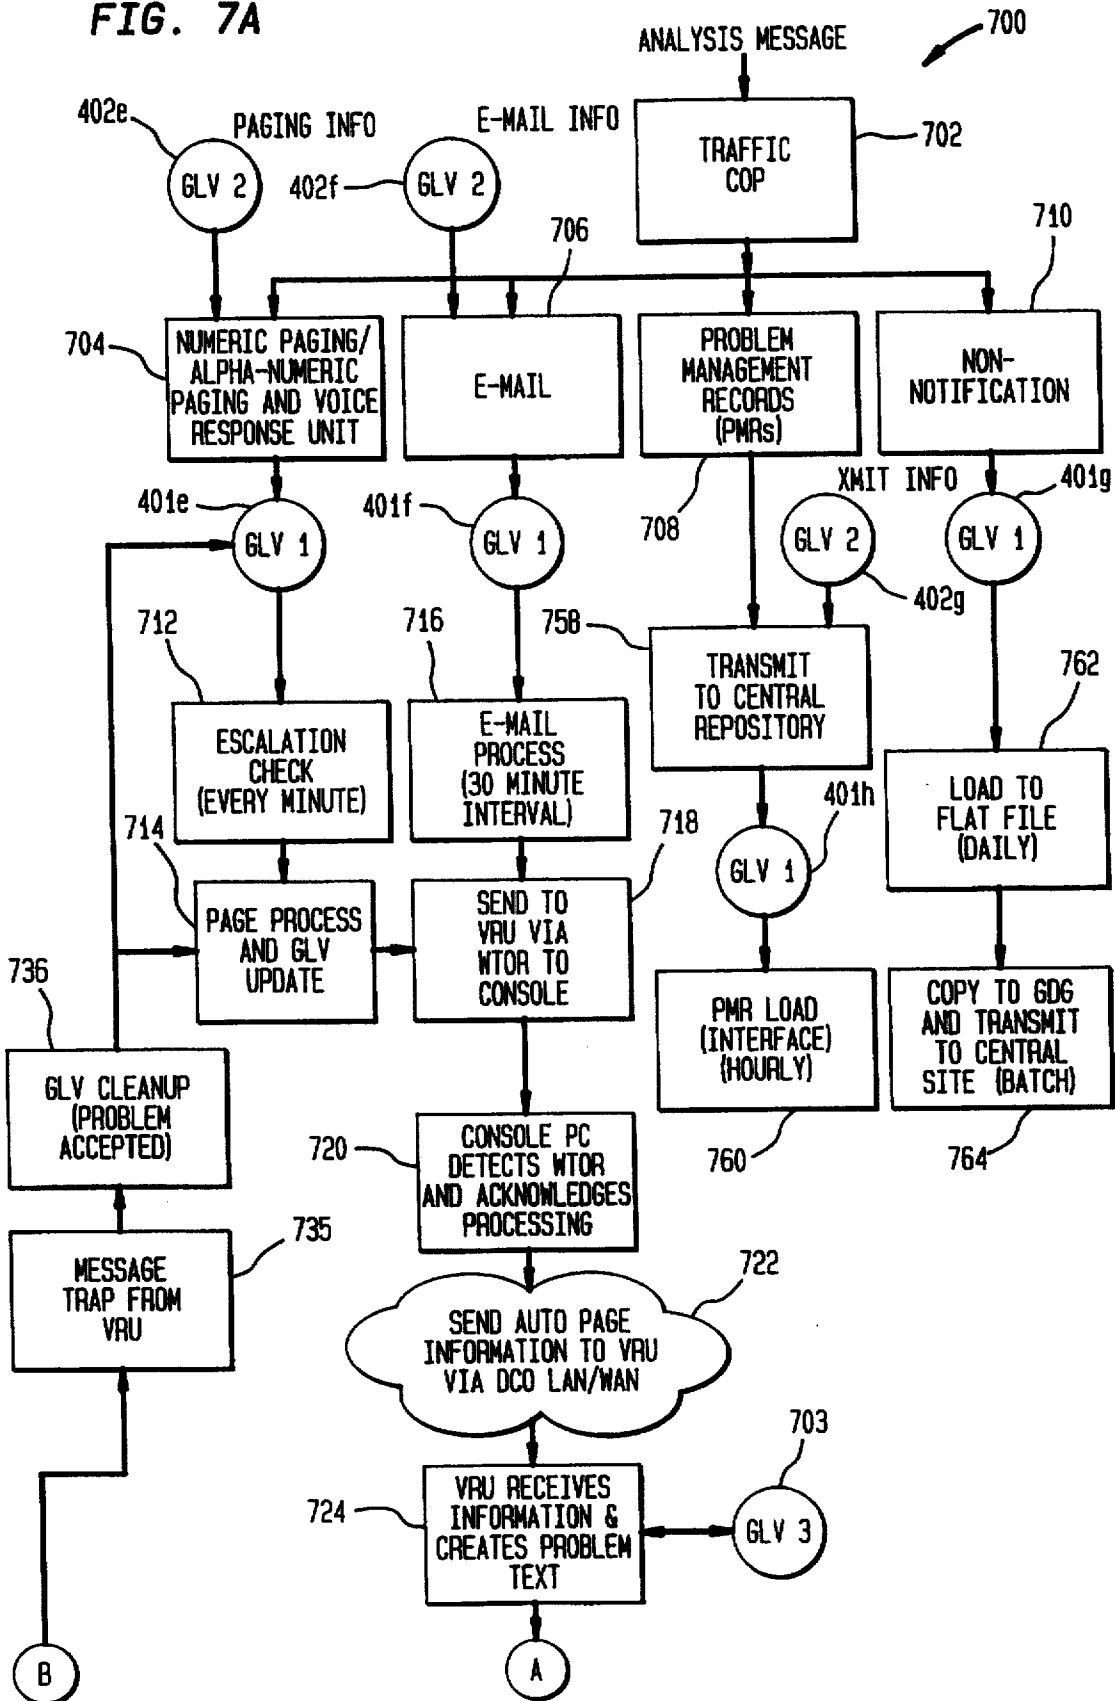 FIG. 7A
ANALYSIS MESSAGE
700
402e
PAGING INFO
E-MAIL INFO
GLV 2
402f
GLV 2
TRAFFIC
COP
702
706
710
704
NUMERIC PAGING/
ALPHA-NUMERIC
PAGING AND VOICE
RESPONSE UNIT
E-MAIL
PROBLEM
MANAGEMENT
RECORDS
(PMRs)
NON-
NOTIFICATION
401e
GLV 1
401f
GLV 1
708
XMIT INFO
GLV 2
402g
401g
GLV 1
712
ESCALATION
CHECK
(EVERY MINUTE)
716
E-MAIL
PROCESS
(30 MINUTE
INTERVAL)
758
TRANSMIT
TO CENTRAL
REPOSITORY
762
LOAD TO
FLAT FILE
(DAILY)
714
PAGE PROCESS
AND GLV
UPDATE
718
SEND TO
VRU VIA
WTOR TO
CONSOLE
401h
GLV 1
736
GLV CLEANUP
(PROBLEM
ACCEPTED)
PMR LOAD
(INTERFACE)
(HOURLY)
760
COPY TO GDG
AND TRANSMIT
TO CENTRAL
SITE (BATCH)
764
720
CONSOLE PC
DETECTS WTOR
AND ACKNOWLEDGES
PROCESSING
735
MESSAGE
TRAP FROM
VRU
722
SEND AUTO PAGE
INFORMATION TO VRU
VIA DCO LAN/WAN
724
VRU RECEIVES
INFORMATION &
CREATES PROBLEM
TEXT
703
GLV 3
B
A